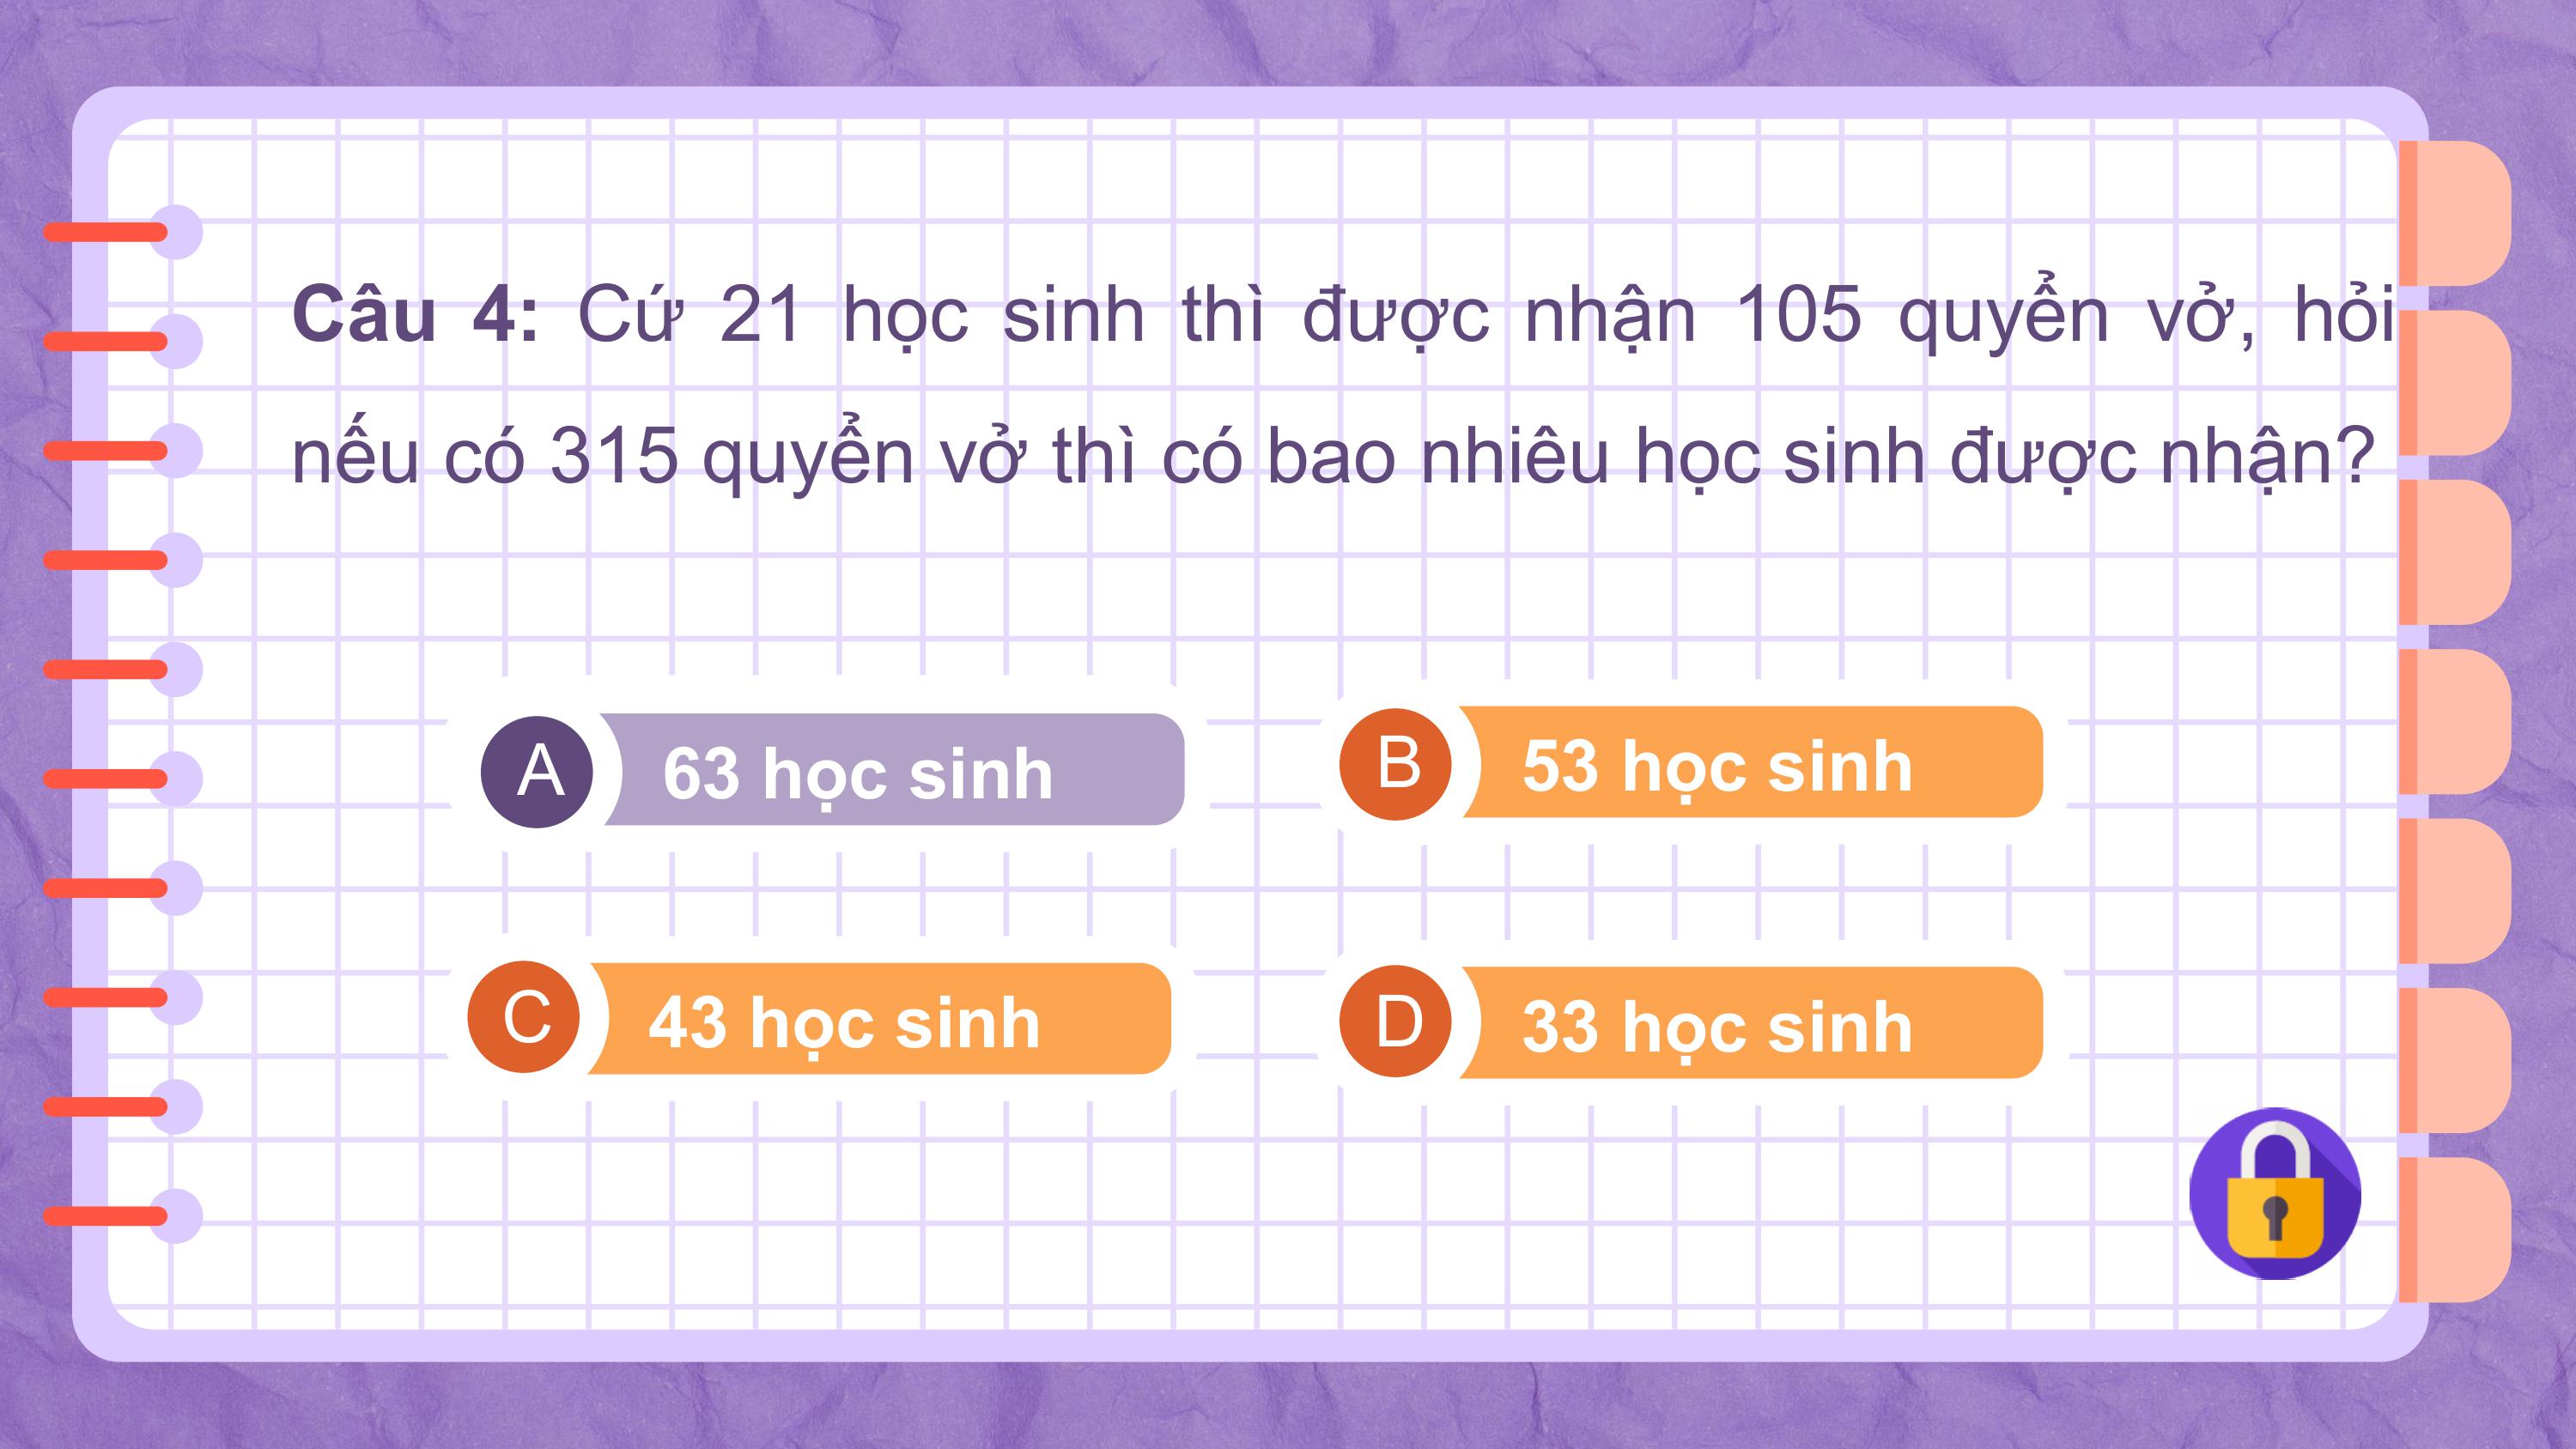 Câu 4: Cứ 21 học sinh thì được nhận 105 quyển vở, hỏi
nếu có 315 quyển vở thì có bao nhiêu học sinh được nhận?
A 63 học sinh
B 53 học sinh
C 43 học sinh
D 33 học sinh